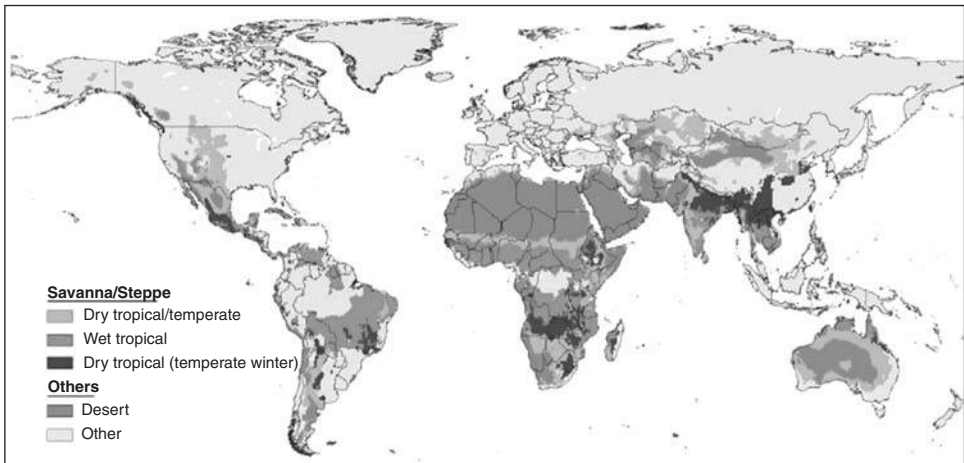 Savanna/Steppe
Dry tropical/temperate
Wet tropical
Dry tropical (temperate winter)
Others
Desert
Other